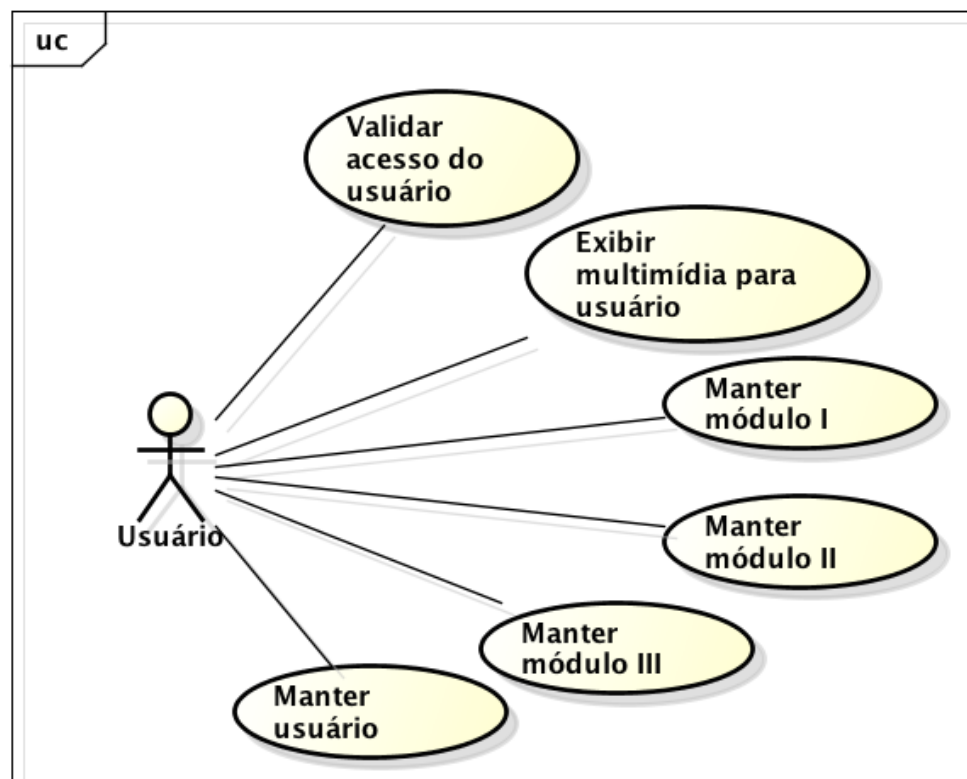 uc
Validar
acesso do
usuário
Exibir
multimídia para
usuário
Manter
módulo I
Manter
módulo II
Usuário
Manter
módulo III
Manter
usuário